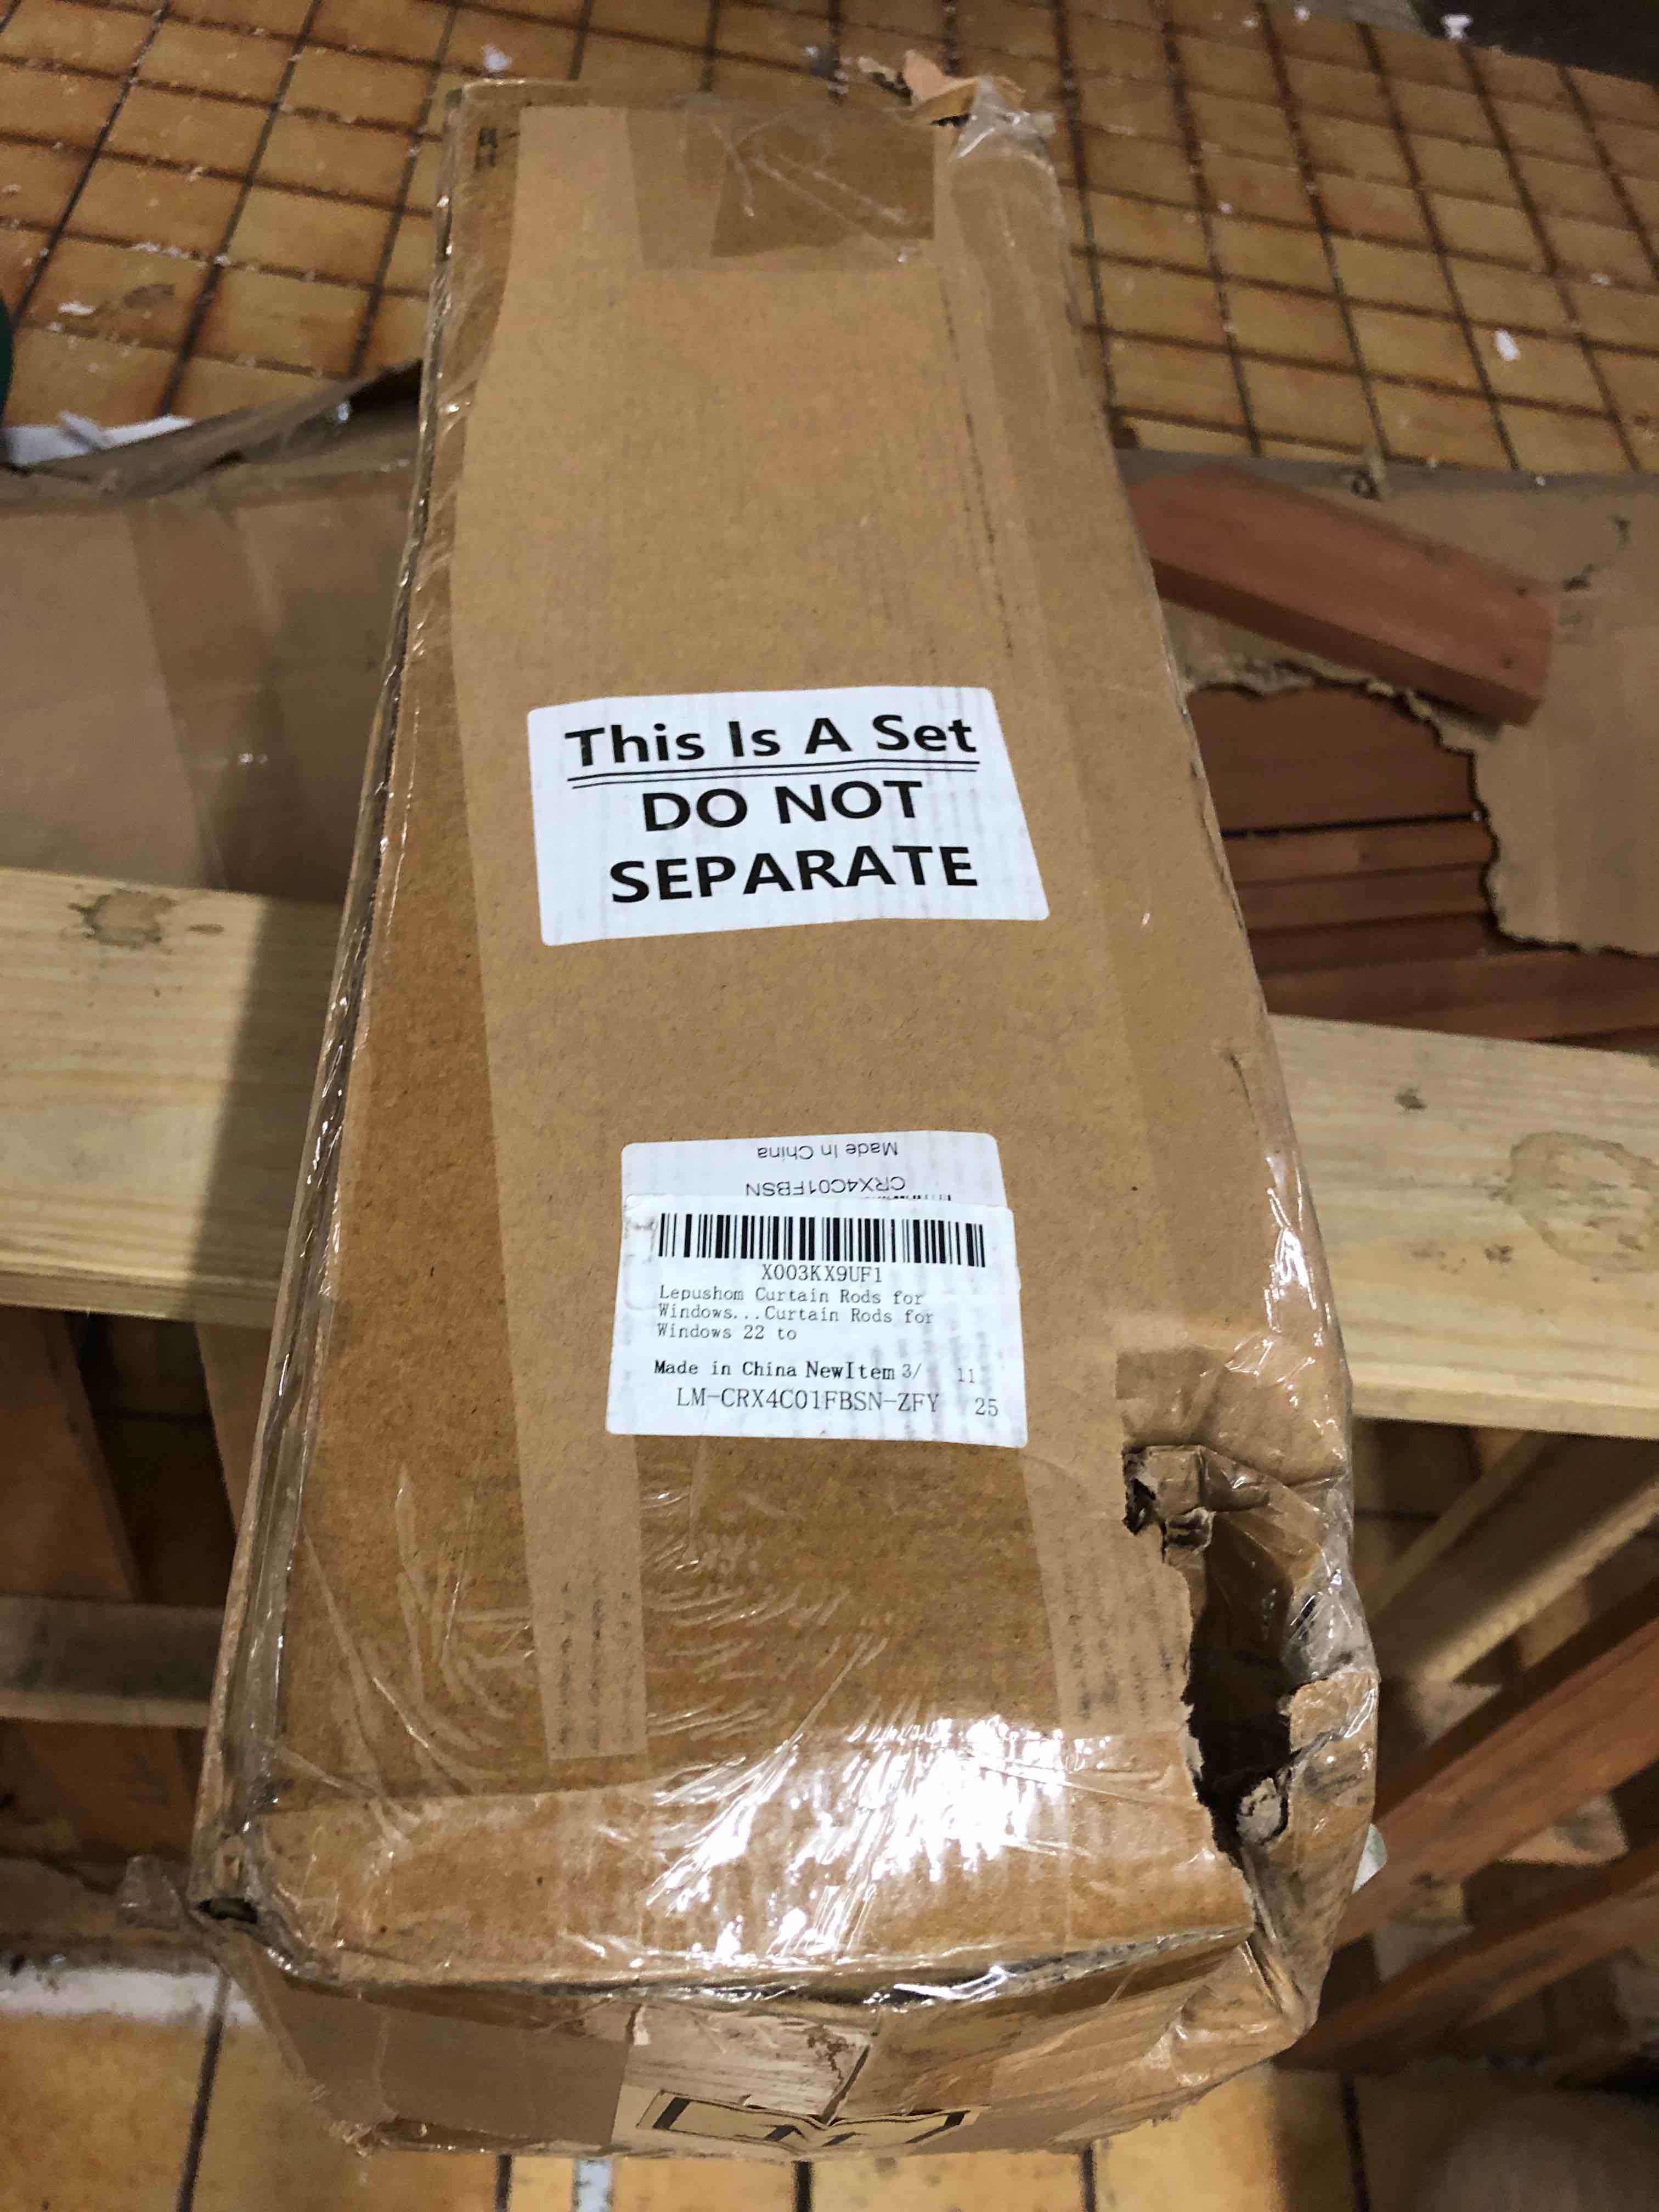 This Is A Set
DO NOT
SEPARATE
Made In China
CRX4C01FBSN
X003KX9UF1
Lepushom Curtain Rods for
Windows...Curtain Rods for
Windows 22 to
Made in China NewItem 3/ 11
LM-CRX4C01FBSN-ZFY 25